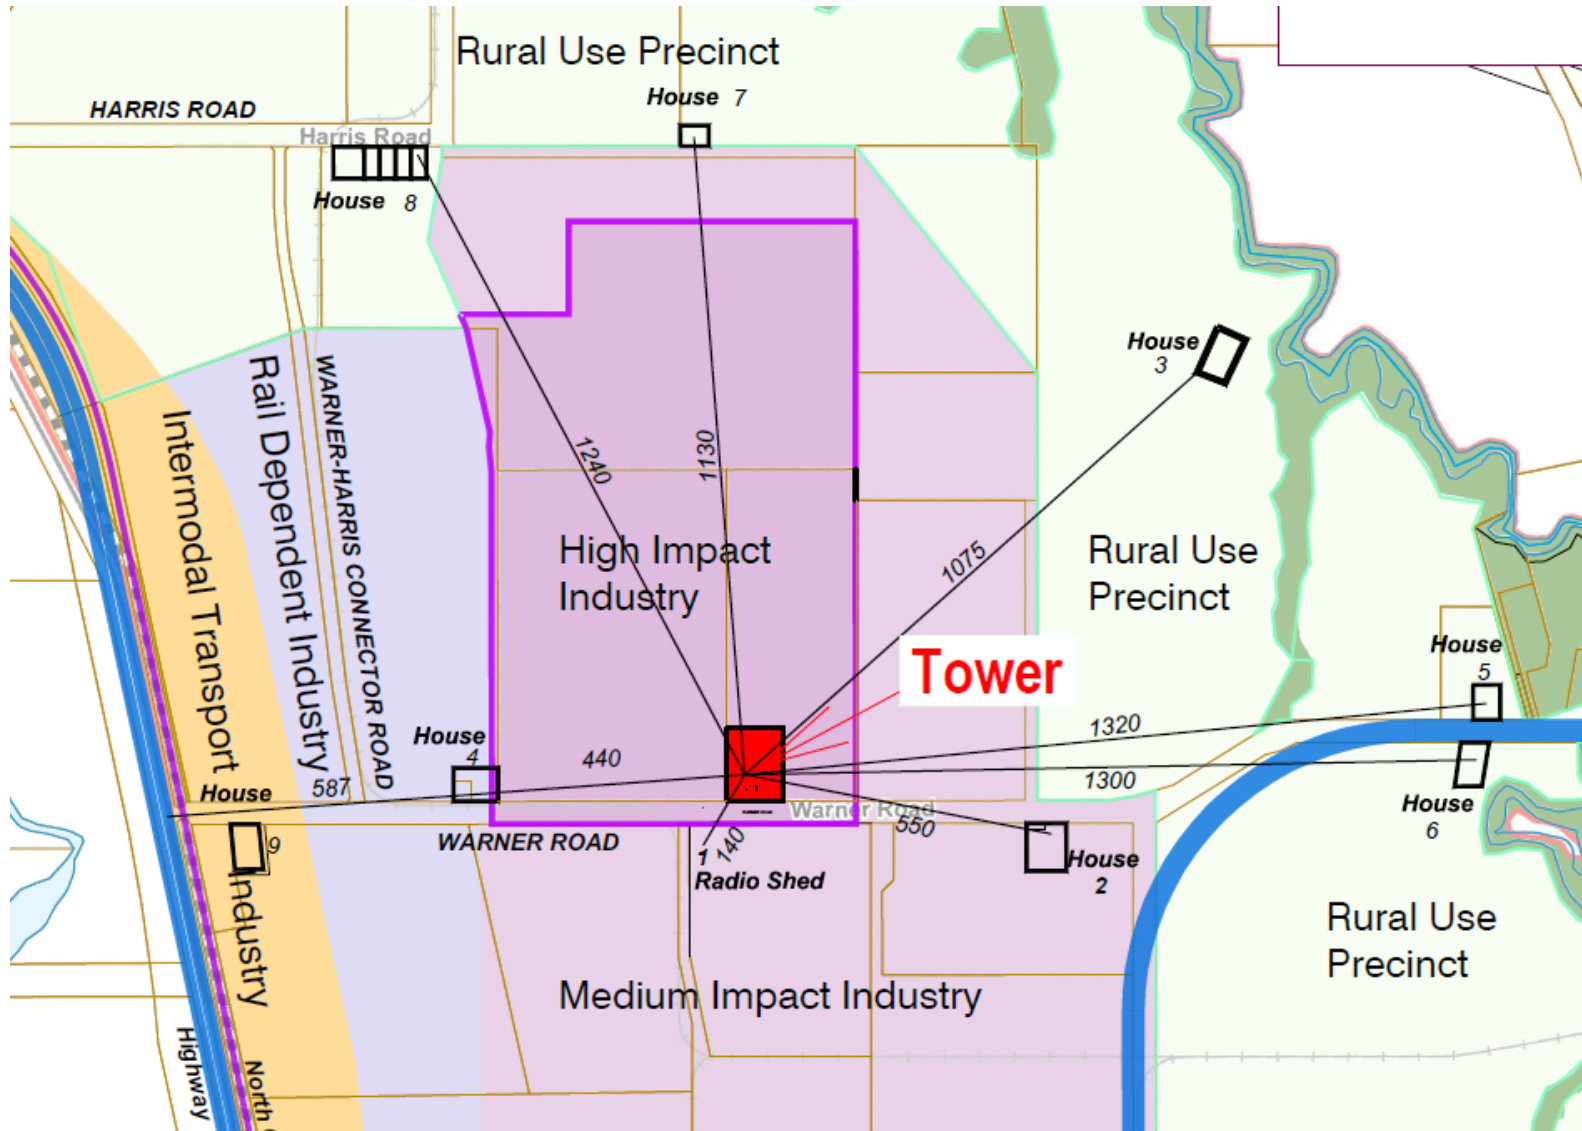 Rural Use Precinct
House 7
HARRIS ROAD
Harris Road
House 8
House
3
WARNER-HARRIS CONNECTOR ROAD
Rail Dependent Industry
Intermodal Transport
Industry
1240
1130
1075
High Impact
Industry
Rural Use
Precinct
Tower
House
5
1320
1300
House
6
House
4
440
587
House
9
WARNER ROAD
Warner Road
550
140
1
Radio Shed
House
2
Rural Use
Precinct
Medium Impact Industry
Highway
North